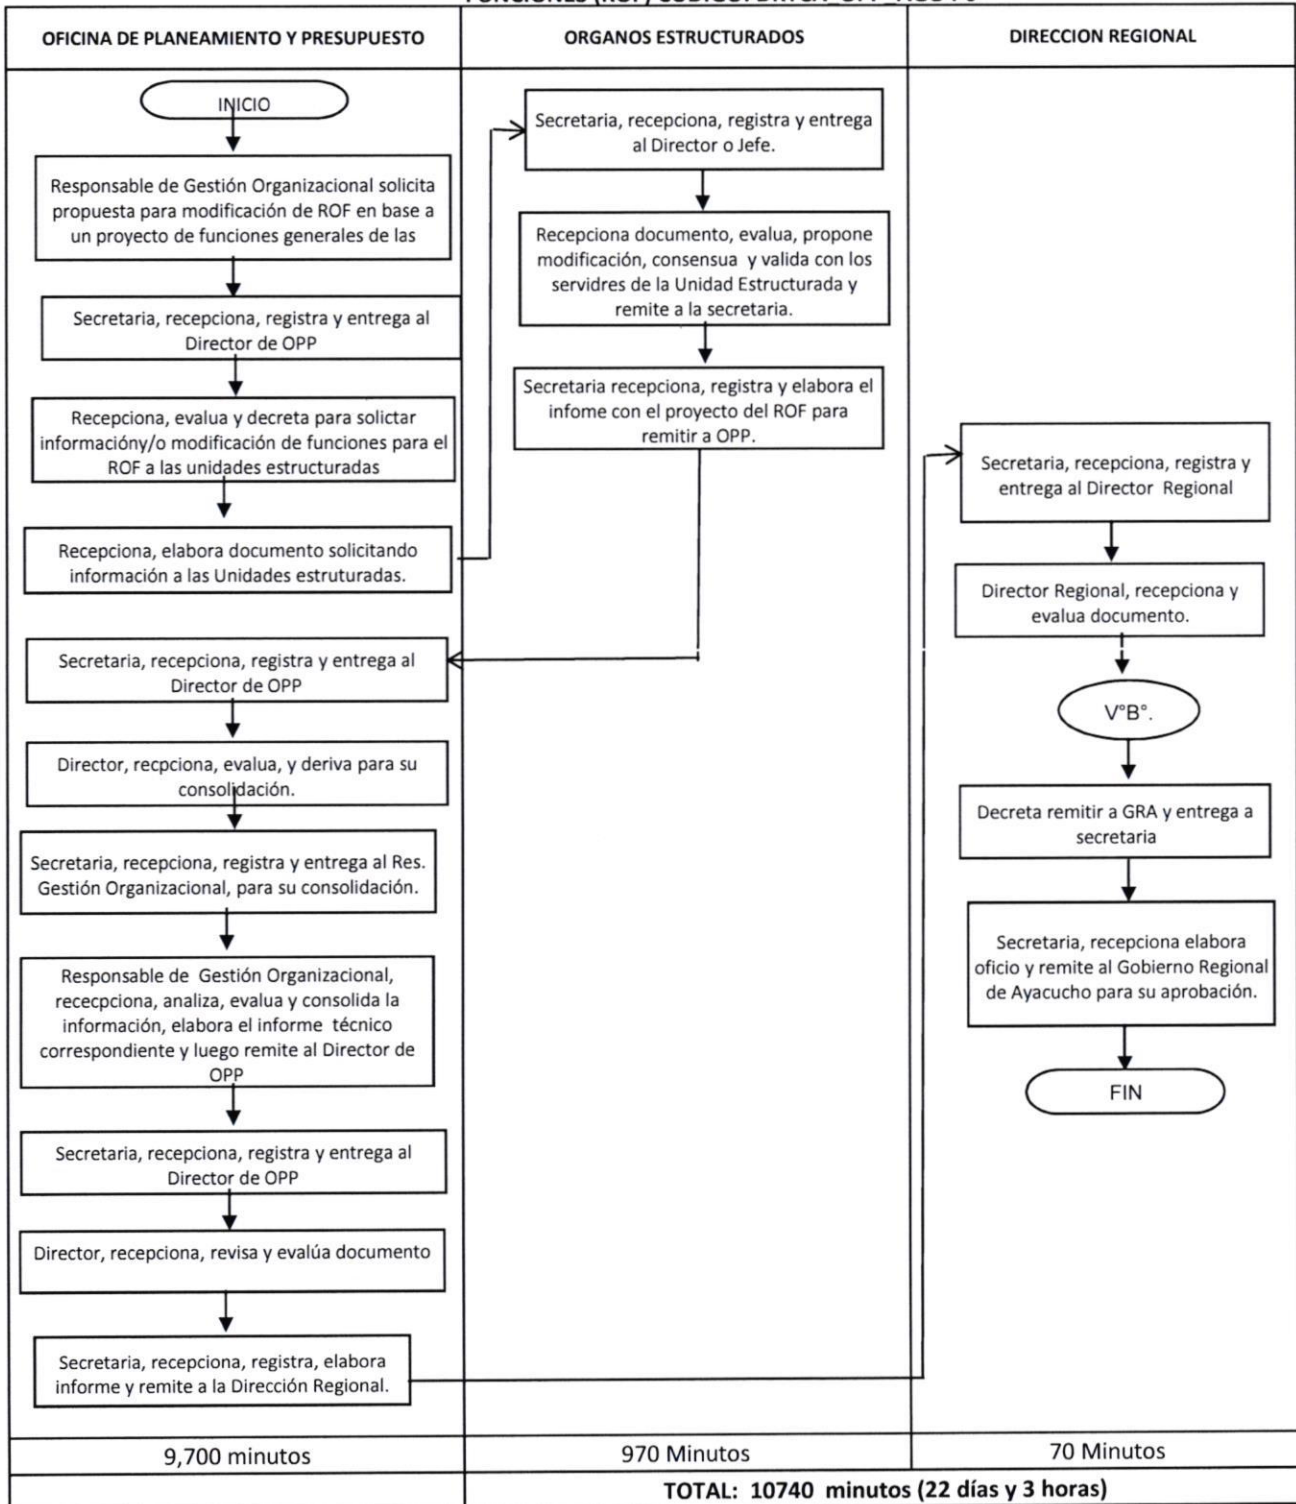 FUNCIONES (ROF)
OFICINA DE PLANEAMIENTO Y PRESUPUESTO
ORGANOS ESTRUCTURADOS
DIRECCION REGIONAL
INICIO
Responsable de Gestión Organizacional solicita
propuesta para modificación de ROF en base a
un proyecto de funciones generales de las
Secretaria, recepciona, registra y entrega al
Director de OPP
Recepciona, evalua y decreta para solictar
informacióny/o modificación de funciones para el
ROF a las unidades estructuradas
Recepciona, elabora documento solicitando
información a las Unidades estruturadas.
Secretaria, recepciona, registra y entrega al
Director de OPP
Director, recpciona, evalua, y deriva para su
consolidación.
Secretaria, recepciona, registra y entrega al Res.
Gestión Organizacional, para su consolidación.
Responsable de Gestión Organizacional,
rececpciona, analiza, evalua y consolida la
información, elabora el informe técnico
correspondiente y luego remite al Director de
OPP
Secretaria, recepciona, registra y entrega al
Director de OPP
Director, recepciona, revisa y evalúa documento
Secretaria, recepciona, registra, elabora
informe y remite a la Dirección Regional.
Secretaria, recepciona, registra y entrega
al Director o Jefe.
Recepciona documento, evalua, propone
modificación, consensua y valida con los
servidres de la Unidad Estructurada y
remite a la secretaria.
Secretaria recepciona, registra y elabora el
infome con el proyecto del ROF para
remitir a OPP.
Secretaria, recepciona, registra y
entrega al Director Regional
Director Regional, recepciona y
evalua documento.
V°B°.
Decreta remitir a GRA y entrega a
secretaria
Secretaria, recepciona elabora
oficio y remite al Gobierno Regional
de Ayacucho para su aprobación.
FIN
9,700 minutos
970 Minutos
70 Minutos
TOTAL: 10740 minutos (22 días y 3 horas)